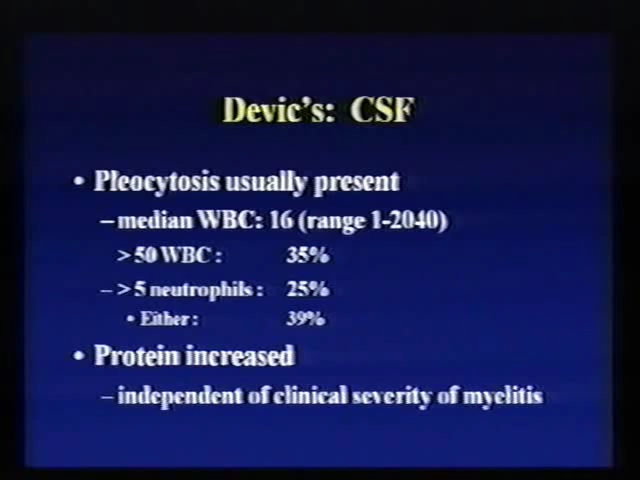 Devic's: CSF
• Pleocytosis usually present
– median WBC: 16 (range 1-2040)
> 50 WBC : 35%
– > 5 neutrophils : 25%
• Either : 39%
• Protein increased
– independent of clinical severity of myelitis